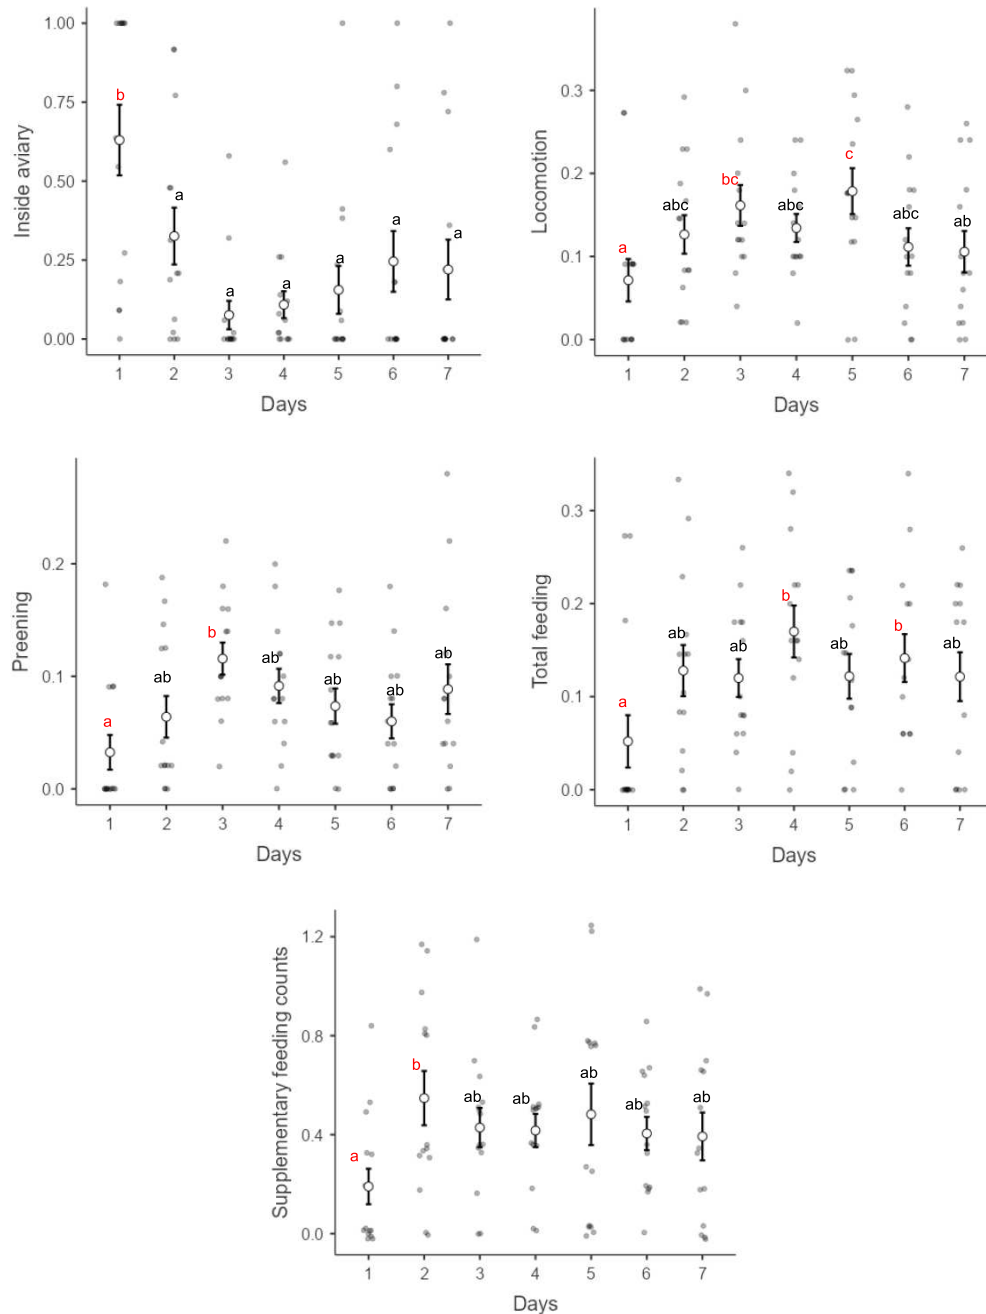 Inside aviary
1.00
0.75
0.50
0.25
0.00
b
a
a
a
a
a
a
1 2 3 4 5 6 7
Days
Locomotion
0.3
0.2
0.1
0.0
a
abc
bc
abc
c
abc
ab
1 2 3 4 5 6 7
Days
Preening
0.2
0.1
0.0
a
ab
b
ab
ab
ab
ab
1 2 3 4 5 6 7
Days
Total feeding
0.3
0.2
0.1
0.0
a
ab
ab
b
ab
b
ab
1 2 3 4 5 6 7
Days
Supplementary feeding counts
1.2
0.8
0.4
0.0
a
b
ab
ab
ab
ab
ab
1 2 3 4 5 6 7
Days